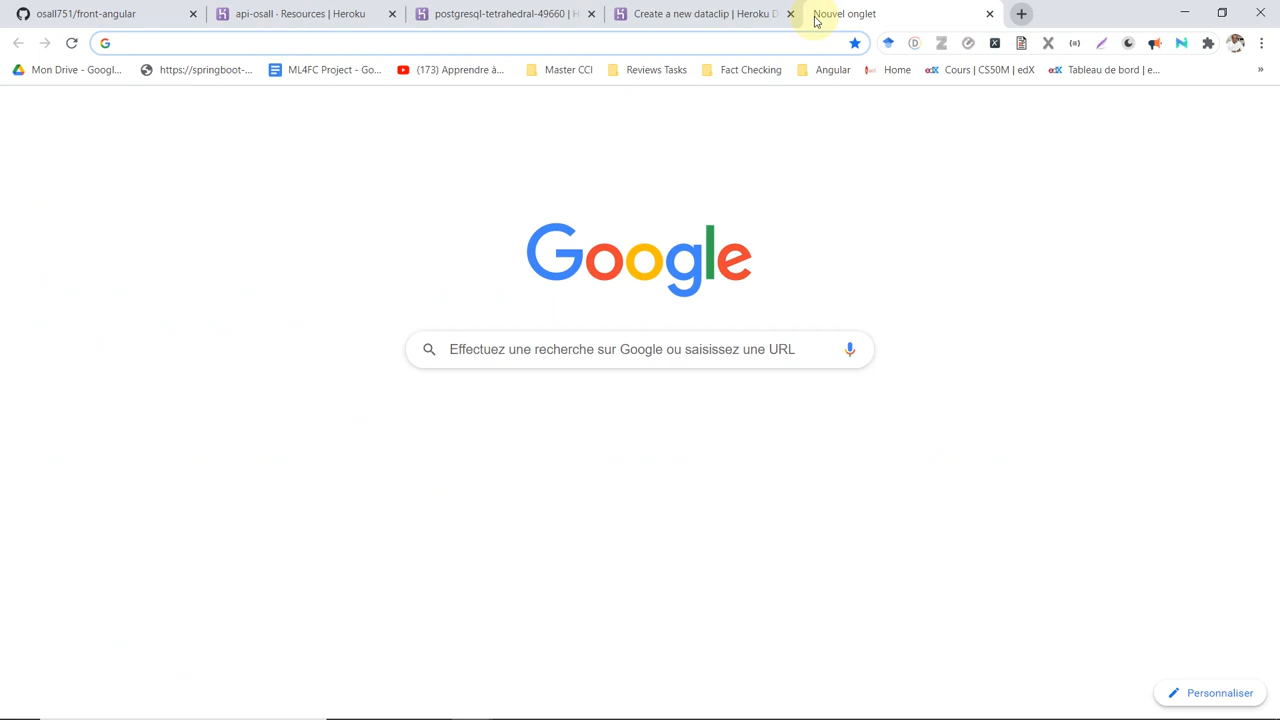 osall751/front-angular
api-osall - Resources | Heroku
postgresql-tetrahedral-49660 | H
Create a new dataclip | Heroku D
Nouvel onglet
Mon Drive - Googl...
https://springboot-...
ML4FC Project - Go...
(173) Apprendre à...
Master CCI
Reviews Tasks
Fact Checking
Angular
Home
Cours | CS50M | edX
Tableau de bord | e...
»
Google
Effectuez une recherche sur Google ou saisissez une URL
Personnaliser